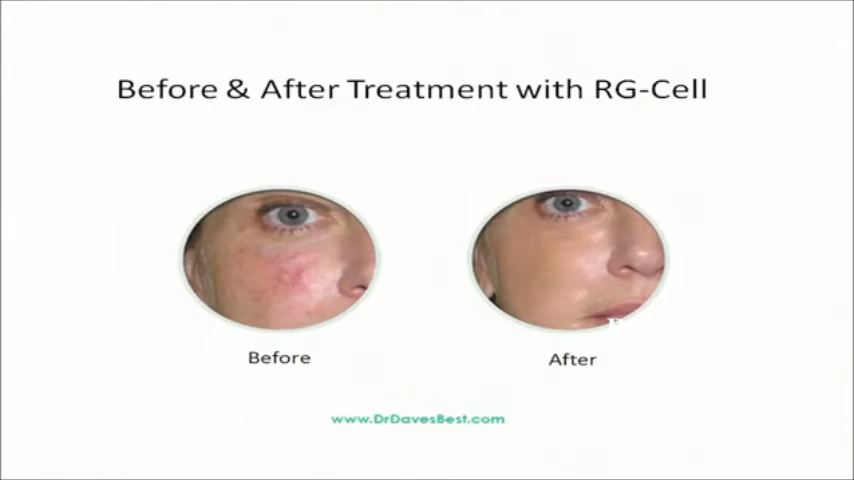 Before & After Treatment with RG-Cell
Before
After
www.DrDavesBest.com